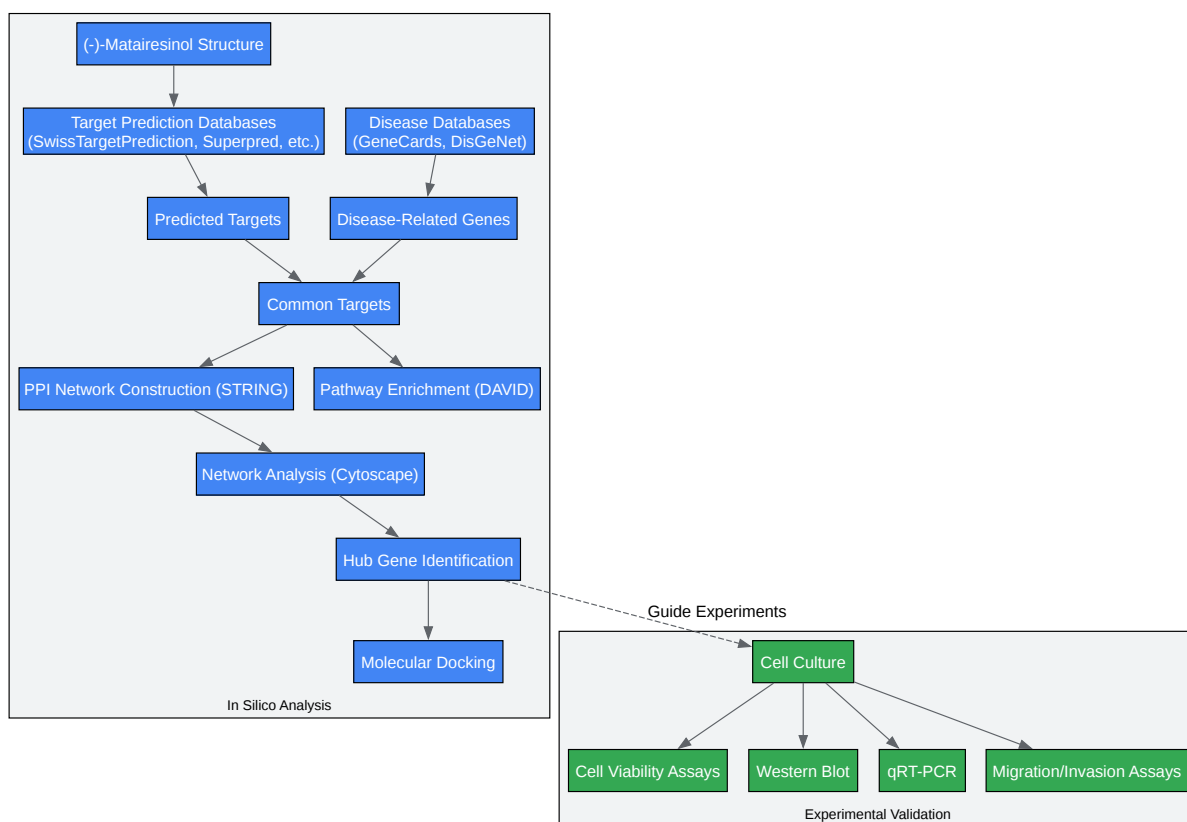 (-)-Matairesinol Structure
Target Prediction Databases
(SwissTargetPrediction, Superpred, etc.)
Disease Databases
(GeneCards, DisGeNet)
Predicted Targets
Disease-Related Genes
Common Targets
PPI Network Construction (STRING)
Pathway Enrichment (DAVID)
Network Analysis (Cytoscape)
Hub Gene Identification
Guide Experiments
Molecular Docking
In Silico Analysis
Cell Culture
Cell Viability Assays
Western Blot
qRT-PCR
Migration/Invasion Assays
Experimental Validation